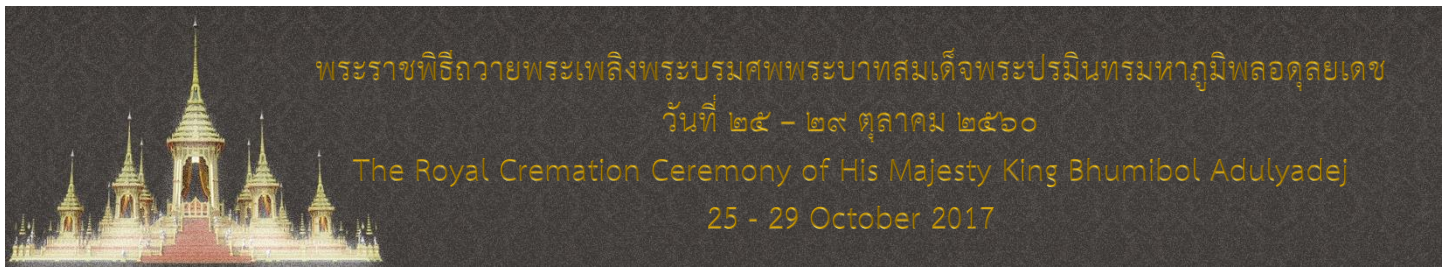 พระราชพิธีถวายพระเพลิงพระบรมศพพระบาทสมเด็จพระปรมินทรมหาภูมิพลอดุลยเดช
วันที่ ๒๕ – ๒๙ ตุลาคม ๒๕๖๐
The Royal Cremation Ceremony of His Majesty King Bhumibol Adulyadej
25 - 29 October 2017